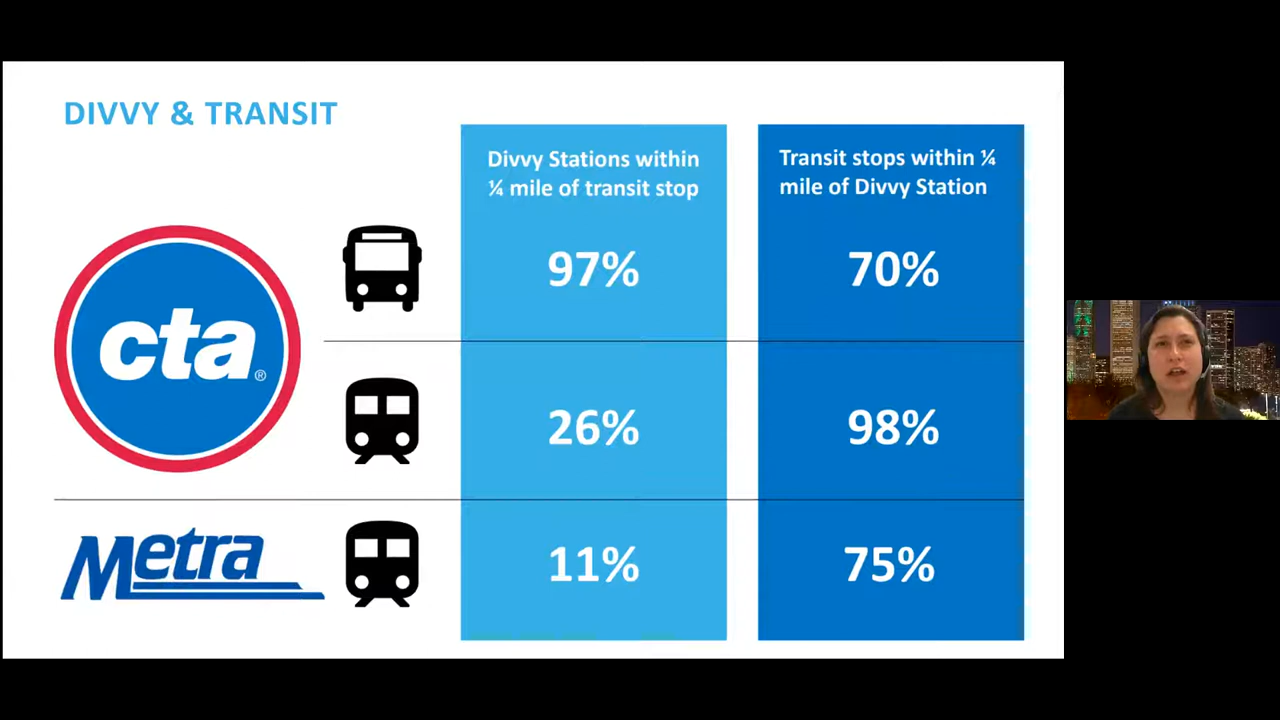 DIVVY & TRANSIT
Divvy Stations within
¼ mile of transit stop
Transit stops within ¼
mile of Divvy Station
cta®
97%
70%
26%
98%
Metra
11%
75%